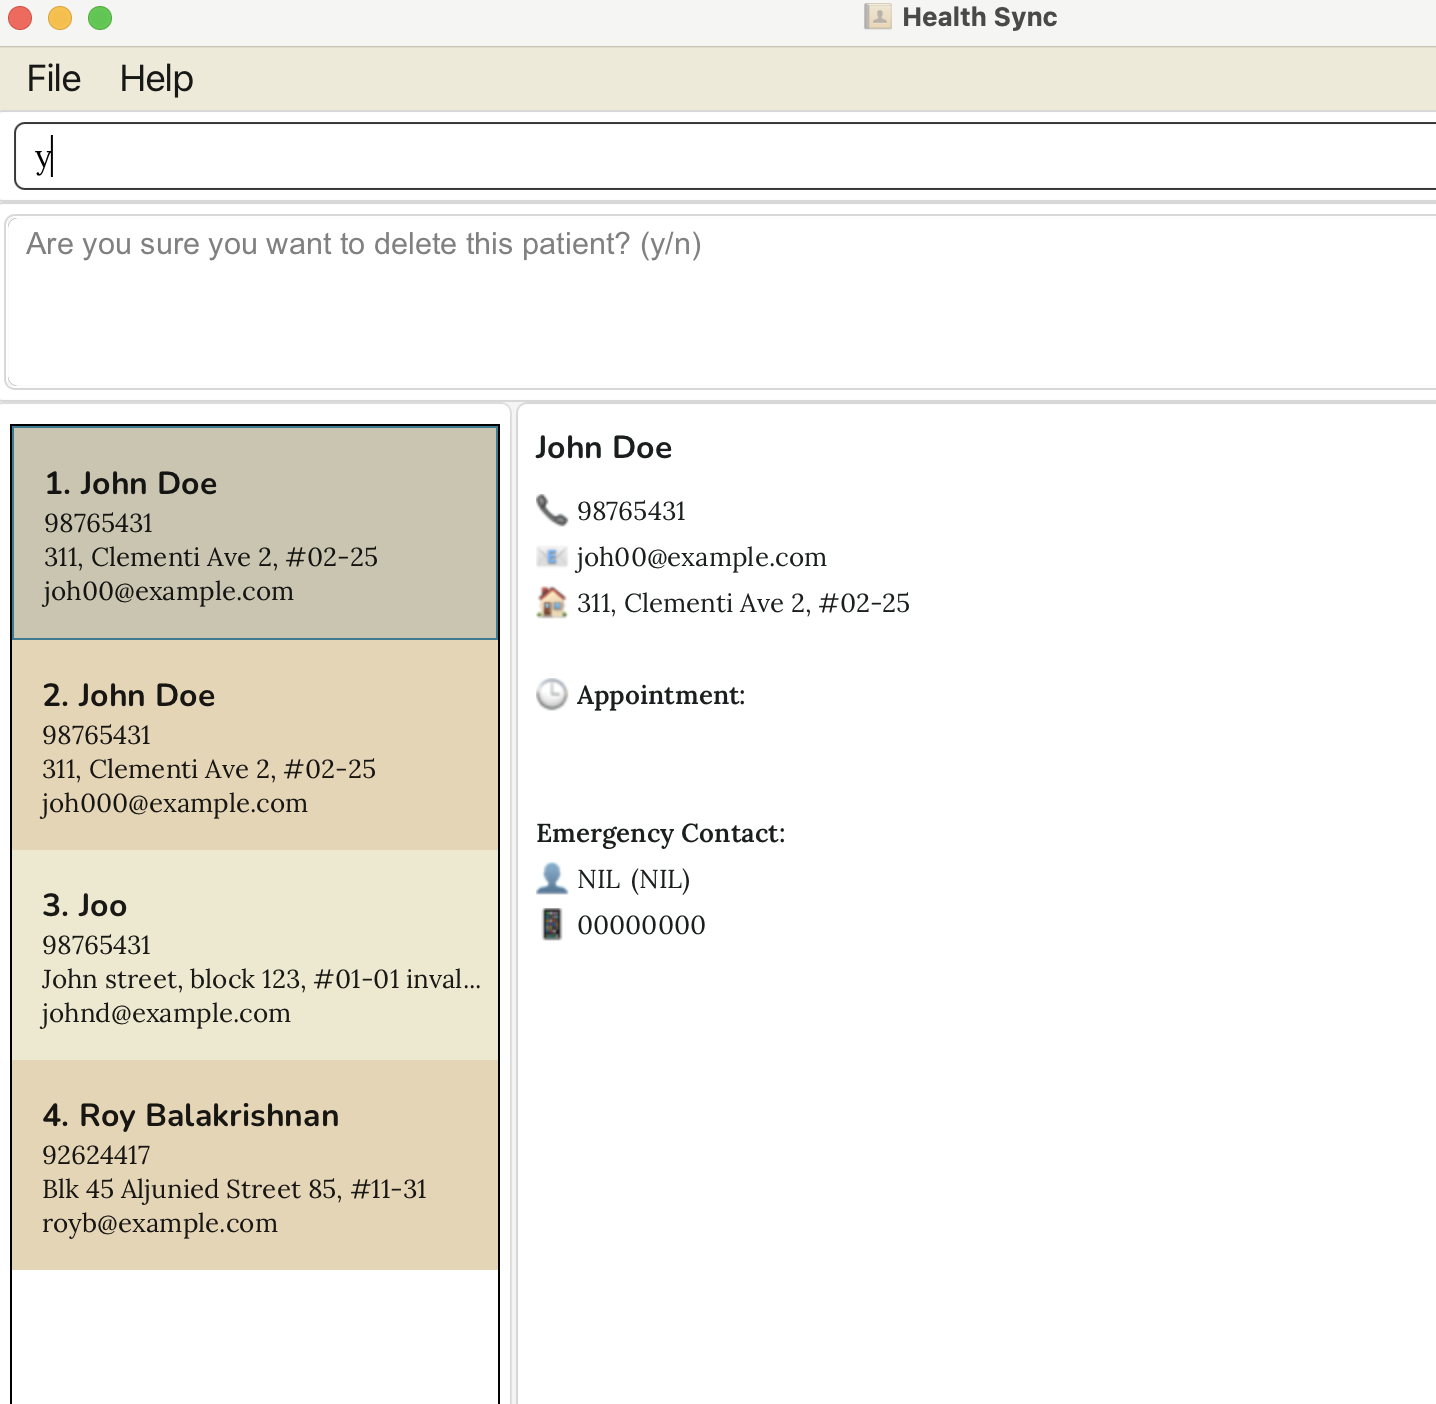 Health Sync
File Help
y
Are you sure you want to delete this patient? (y/n)
1. John Doe
98765431
311, Clementi Ave 2, #02-25
joh00@example.com
2. John Doe
98765431
311, Clementi Ave 2, #02-25
joh000@example.com
3. Joo
98765431
John street, block 123, #01-01 inval...
johnd@example.com
4. Roy Balakrishnan
92624417
Blk 45 Aljunied Street 85, #11-31
royb@example.com
John Doe
98765431
joh00@example.com
311, Clementi Ave 2, #02-25
Appointment:
Emergency Contact:
NIL (NIL)
00000000